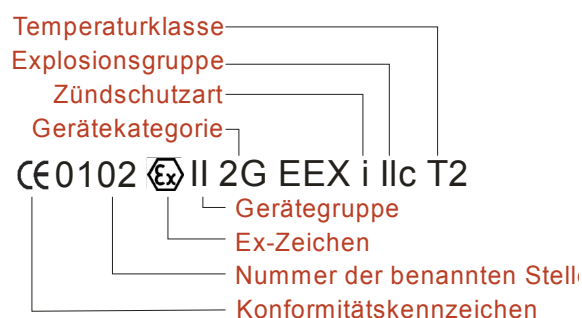 Temperaturklasse
Explosionsgruppe
Zündschutzart
Gerätekategorie
CE 0102 Ex II 2G EEX i IIc T2
Gerätegruppe
Ex-Zeichen
Nummer der benannten Stelle
Konformitätskennzeichen